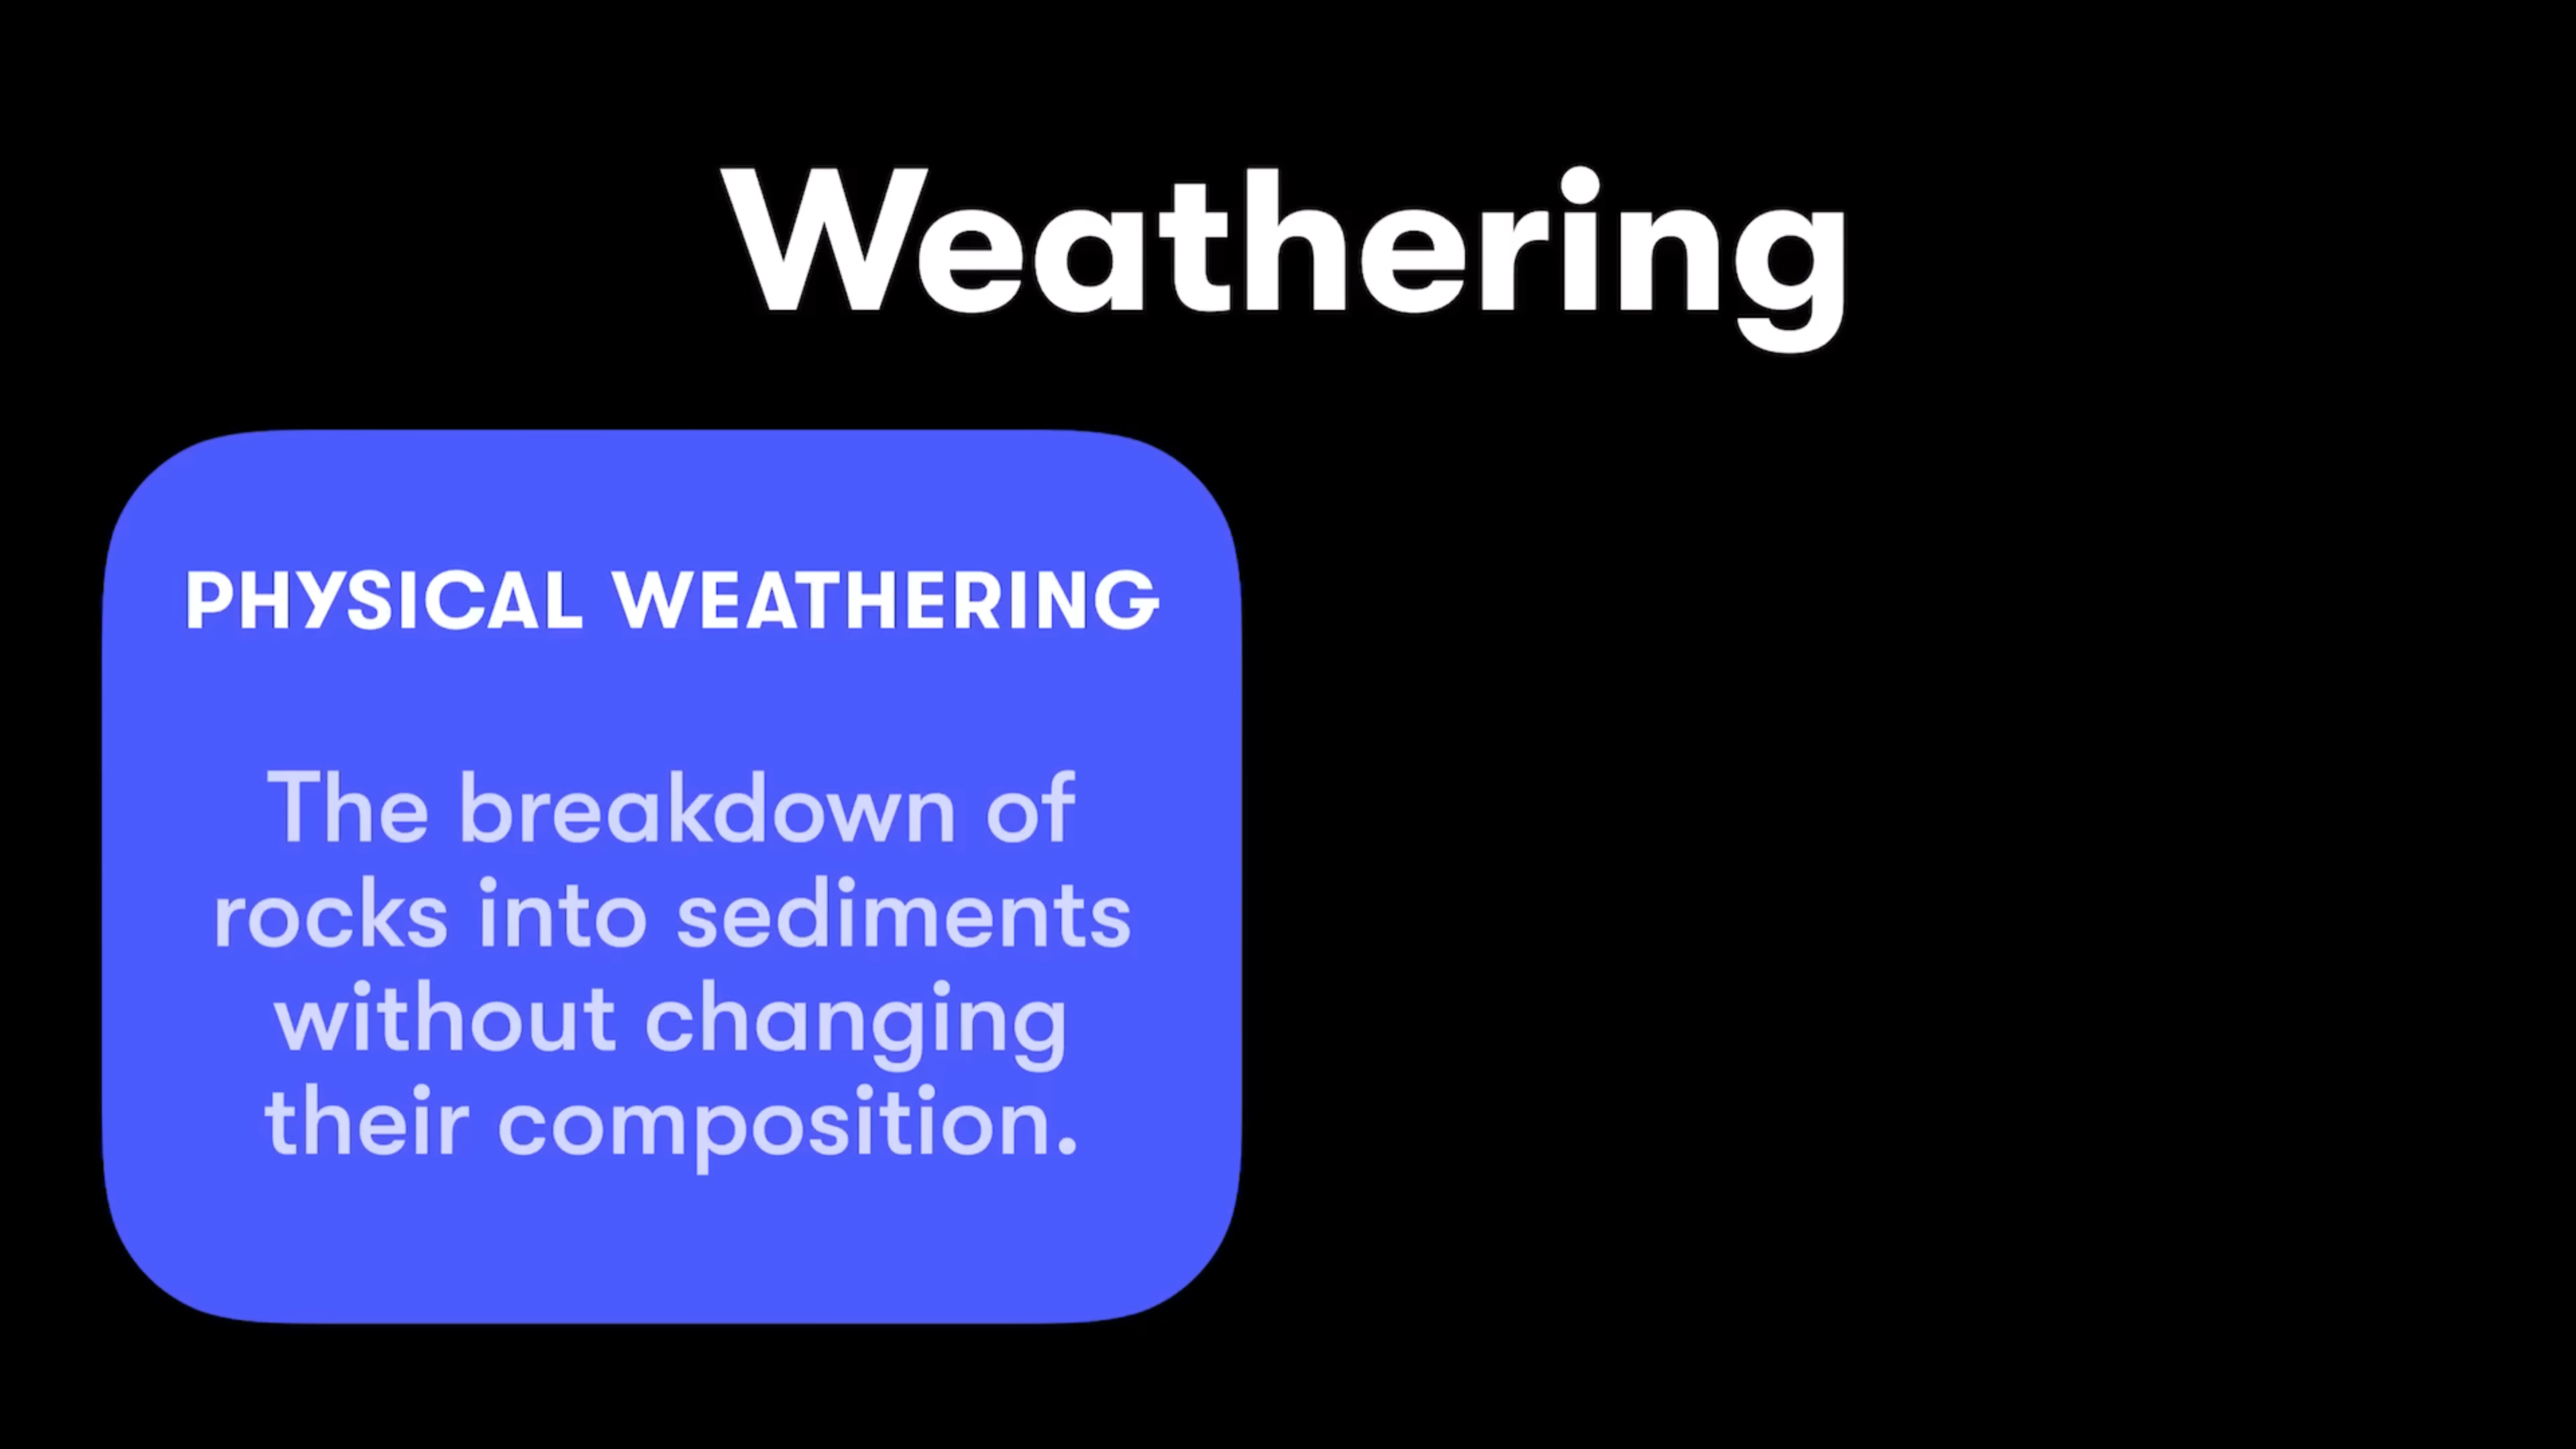 Weathering
PHYSICAL WEATHERING
The breakdown of
rocks into sediments
without changing
their composition.